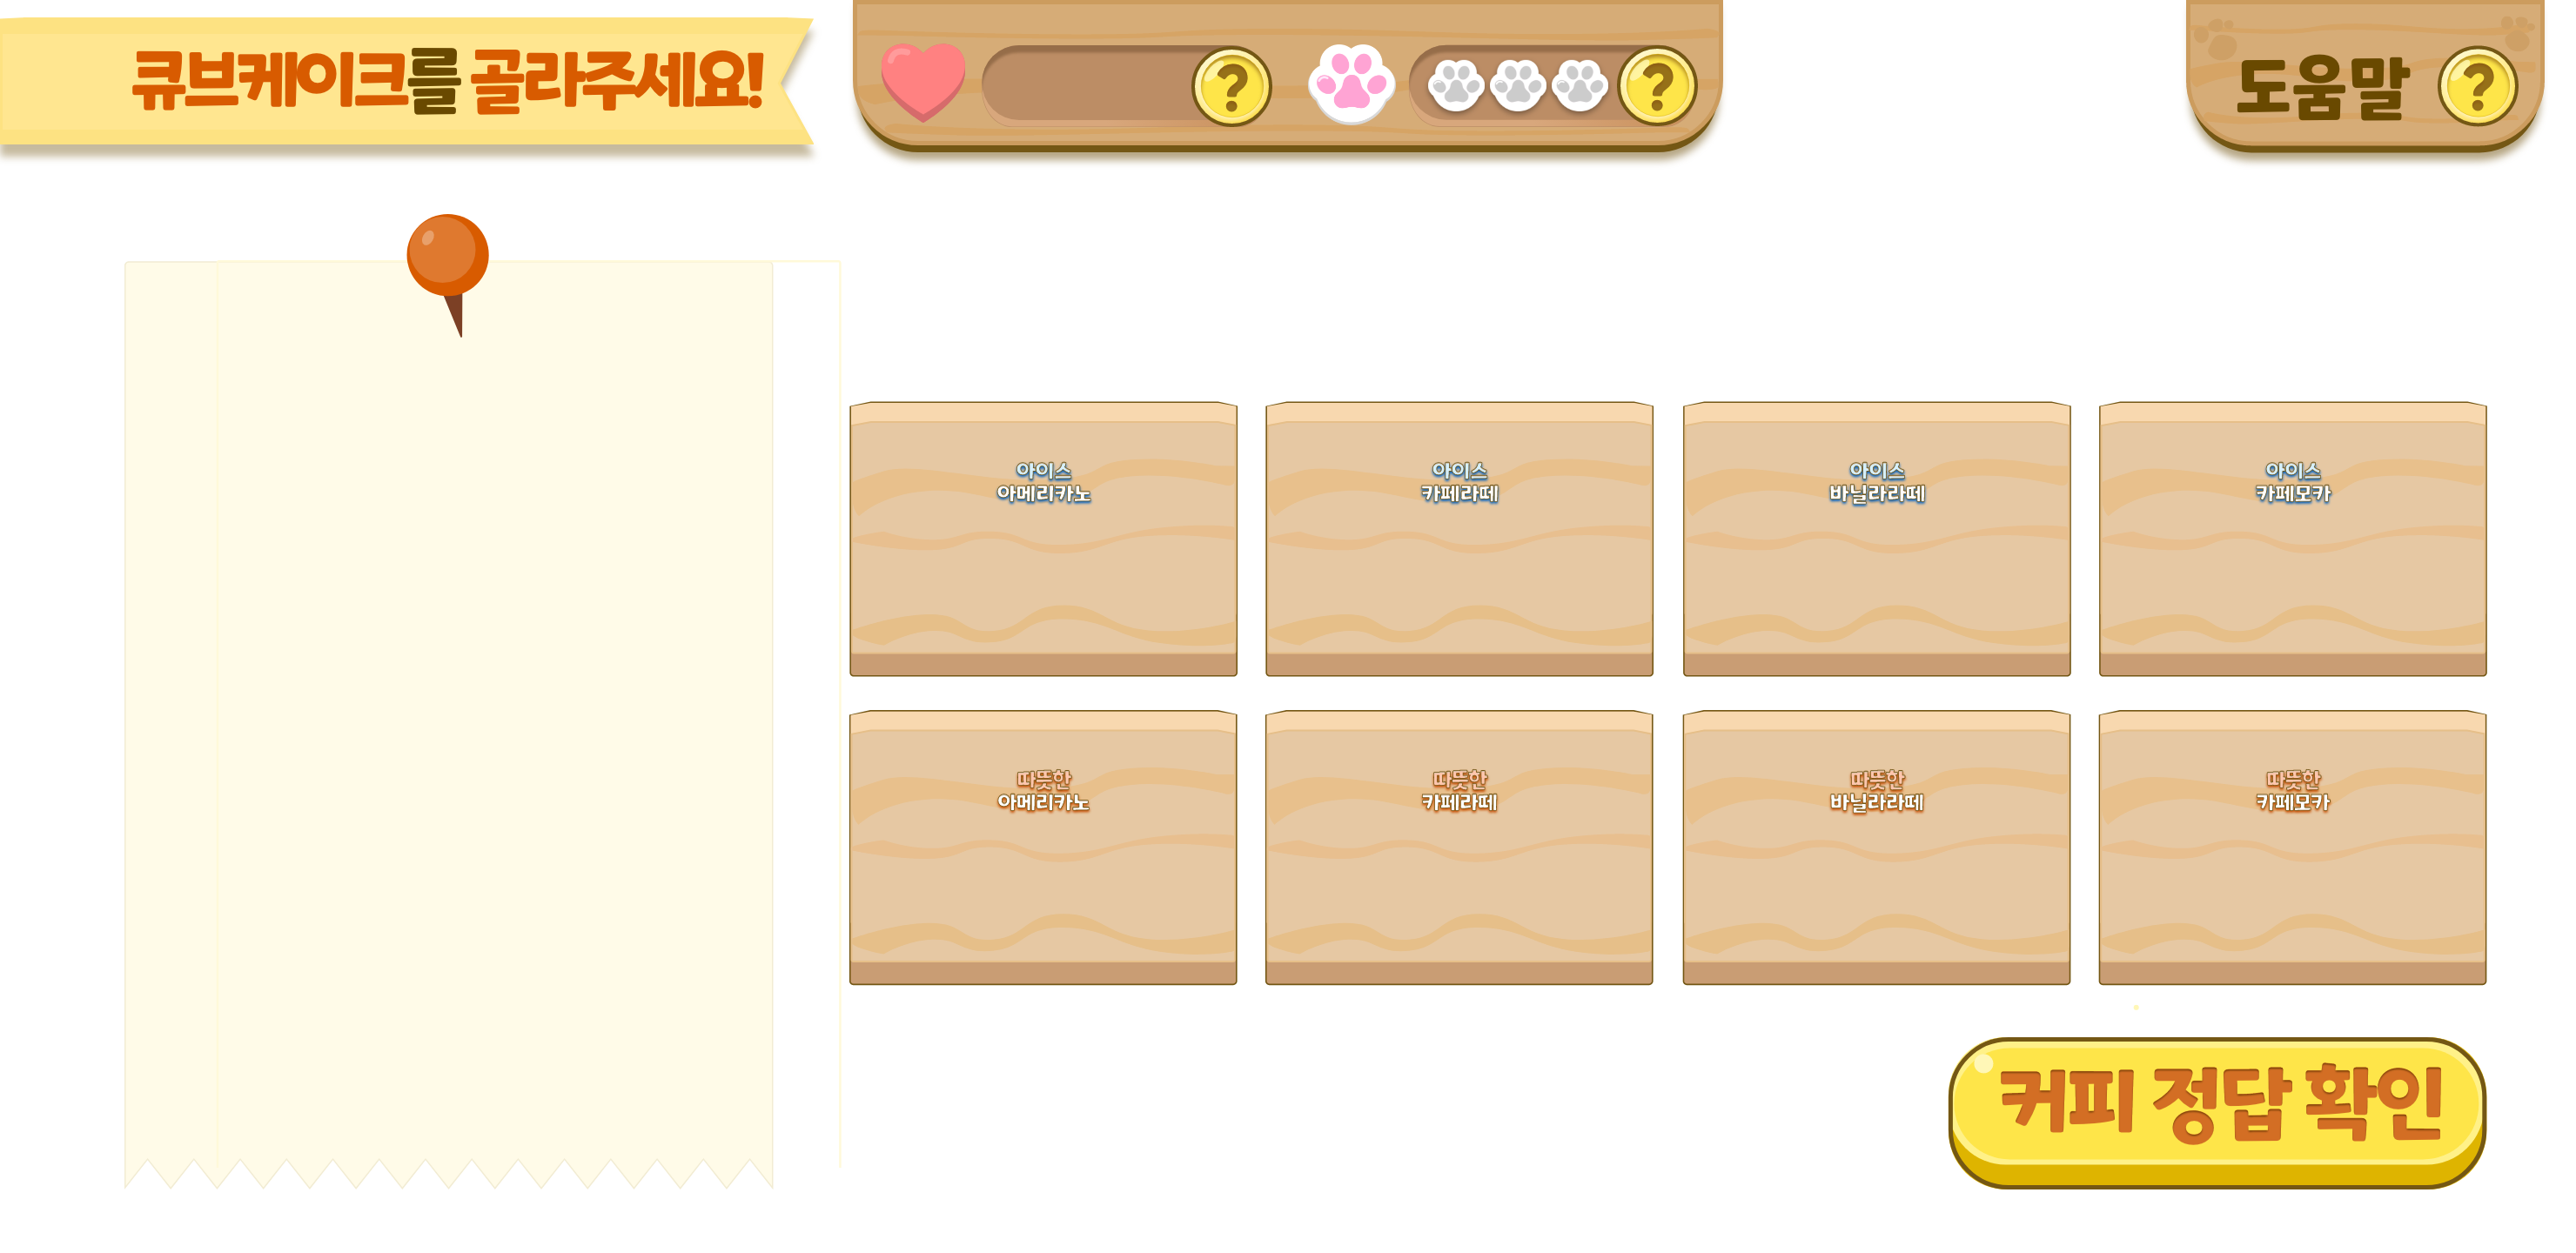 큐브케이크를 골라주세요!
?
?
도움말 ?
아이스
아메리카노
아이스
카페라떼
아이스
바닐라라떼
아이스
카페모카
따뜻한
아메리카노
따뜻한
카페라떼
따뜻한
바닐라라떼
따뜻한
카페모카
커피 정답 확인